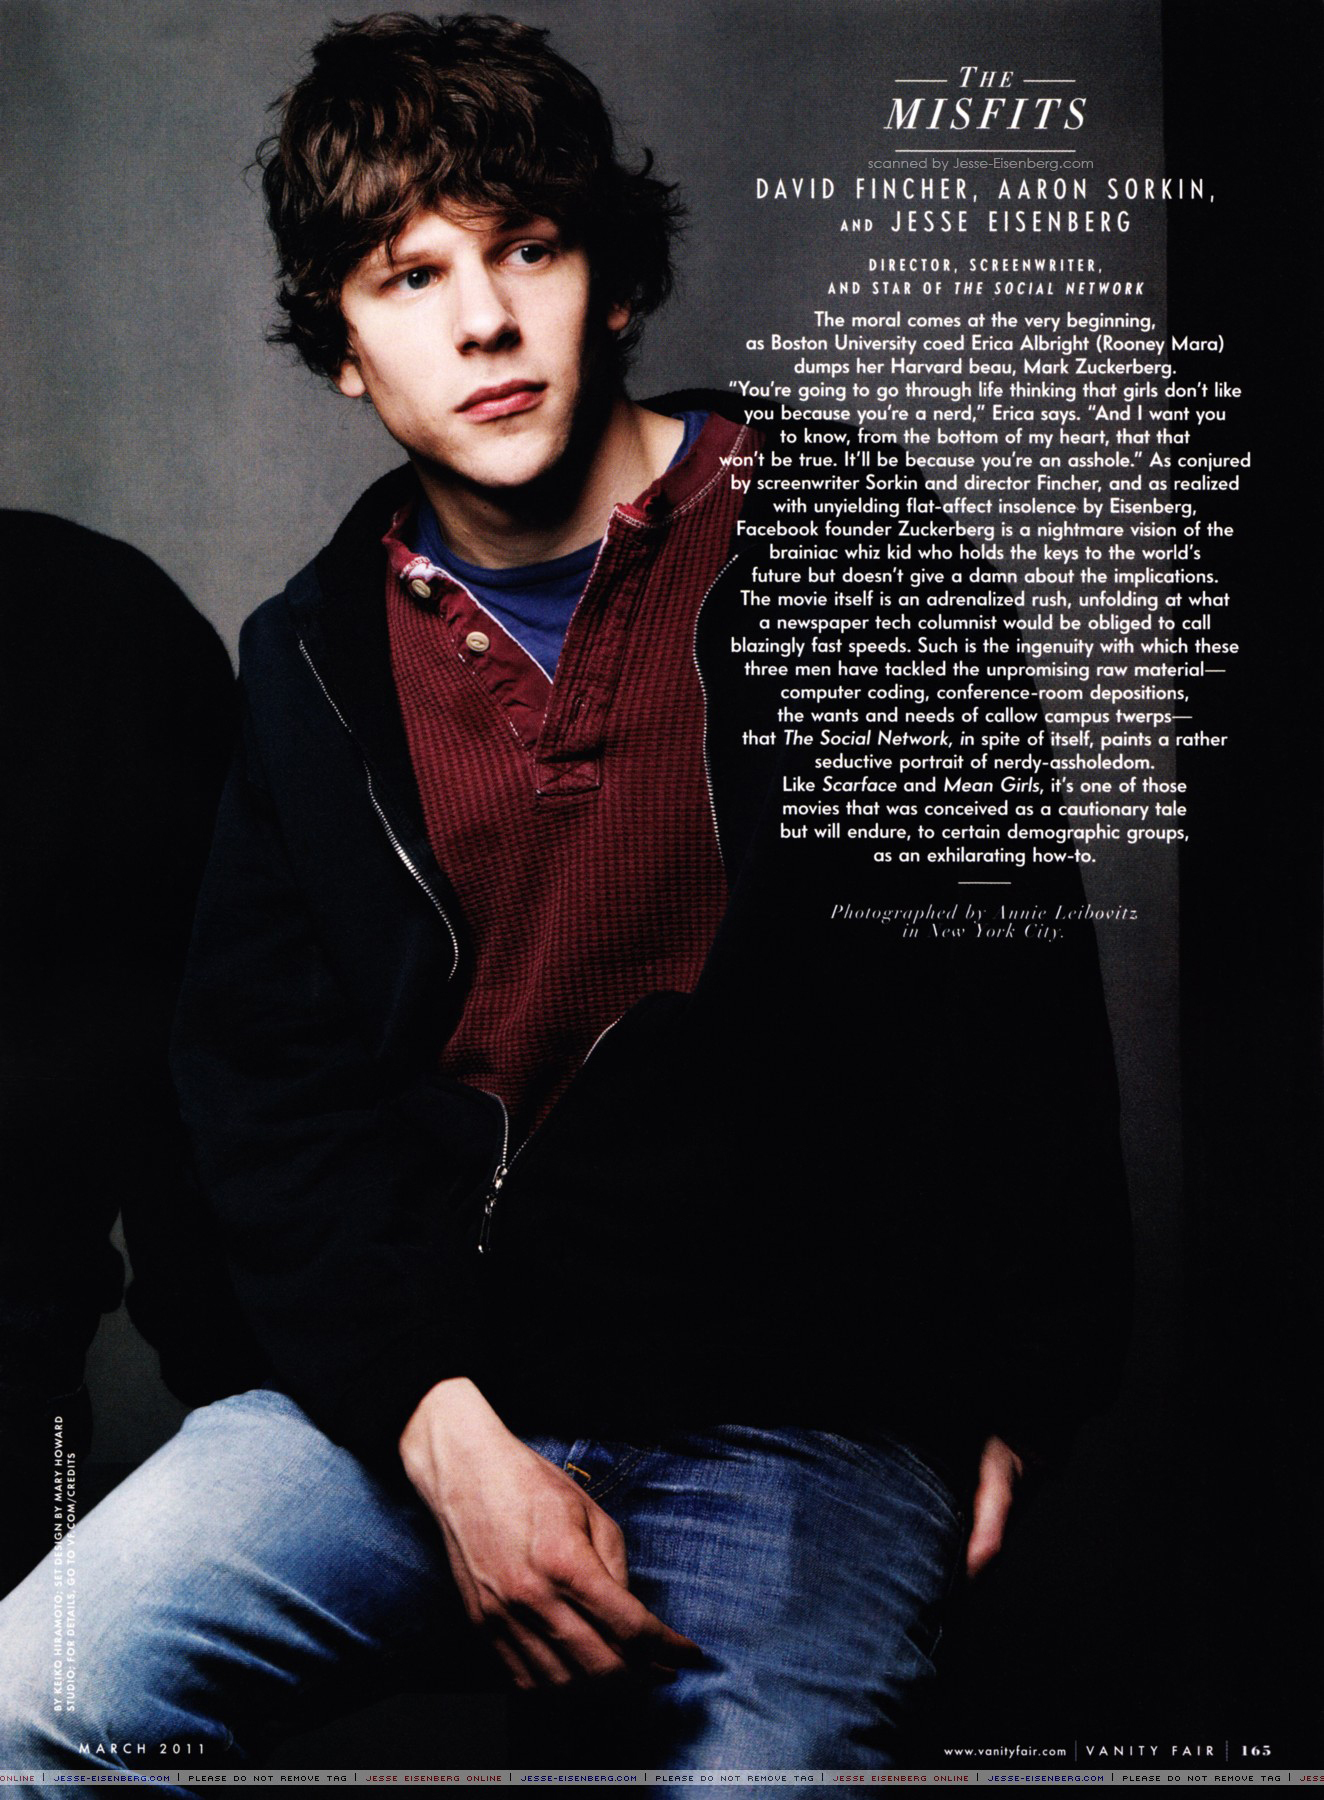 THE
MISFITS
scanned by Jesse-Eisenberg.com
DAVID FINCHER, AARON SORKIN,
AND JESSE EISENBERG
DIRECTOR, SCREENWRITER,
AND STAR OF THE SOCIAL NETWORK
The moral comes at the very beginning,
as Boston University coed Erica Albright (Rooney Mara)
dumps her Harvard beau, Mark Zuckerberg.
“You’re going to go through life thinking that girls don’t like
you because you’re a nerd,” Erica says. “And I want you
to know, from the bottom of my heart, that that
won’t be true. It’ll be because you’re an asshole.” As conjured
by screenwriter Sorkin and director Fincher, and as realized
with unyielding flat-affect insolence by Eisenberg,
Facebook founder Zuckerberg is a nightmare vision of the
brainiac whiz kid who holds the keys to the world’s
future but doesn’t give a damn about the implications.
The movie itself is an adrenalized rush, unfolding at what
a newspaper tech columnist would be obliged to call
blazingly fast speeds. Such is the ingenuity with which these
three men have tackled the unpromising raw material—
computer coding, conference-room depositions,
the wants and needs of callow campus twerps—
that The Social Network, in spite of itself, paints a rather
seductive portrait of nerdy-assholedom.
Like Scarface and Mean Girls, it’s one of those
movies that was conceived as a cautionary tale
but will endure, to certain demographic groups,
as an exhilarating how-to.
Photographed by Annie Leibovitz
in New York City.
BY KEIKO HIRAMOTO; SET DESIGN BY MARY HOWARD
STUDIO; FOR DETAILS, GO TO VF.COM/CREDITS
MARCH 2011
www.vanityfair.com | VANITY FAIR | 165
ONLINE | JESSE-EISENBERG.COM | PLEASE DO NOT REMOVE TAG | JESSE EISENBERG ONLINE | JESSE-EISENBERG.COM | PLEASE DO NOT REMOVE TAG | JESSE EISENBERG ONLINE | JESSE-EISENBERG.COM | PLEASE DO NOT REMOVE TAG | JESS